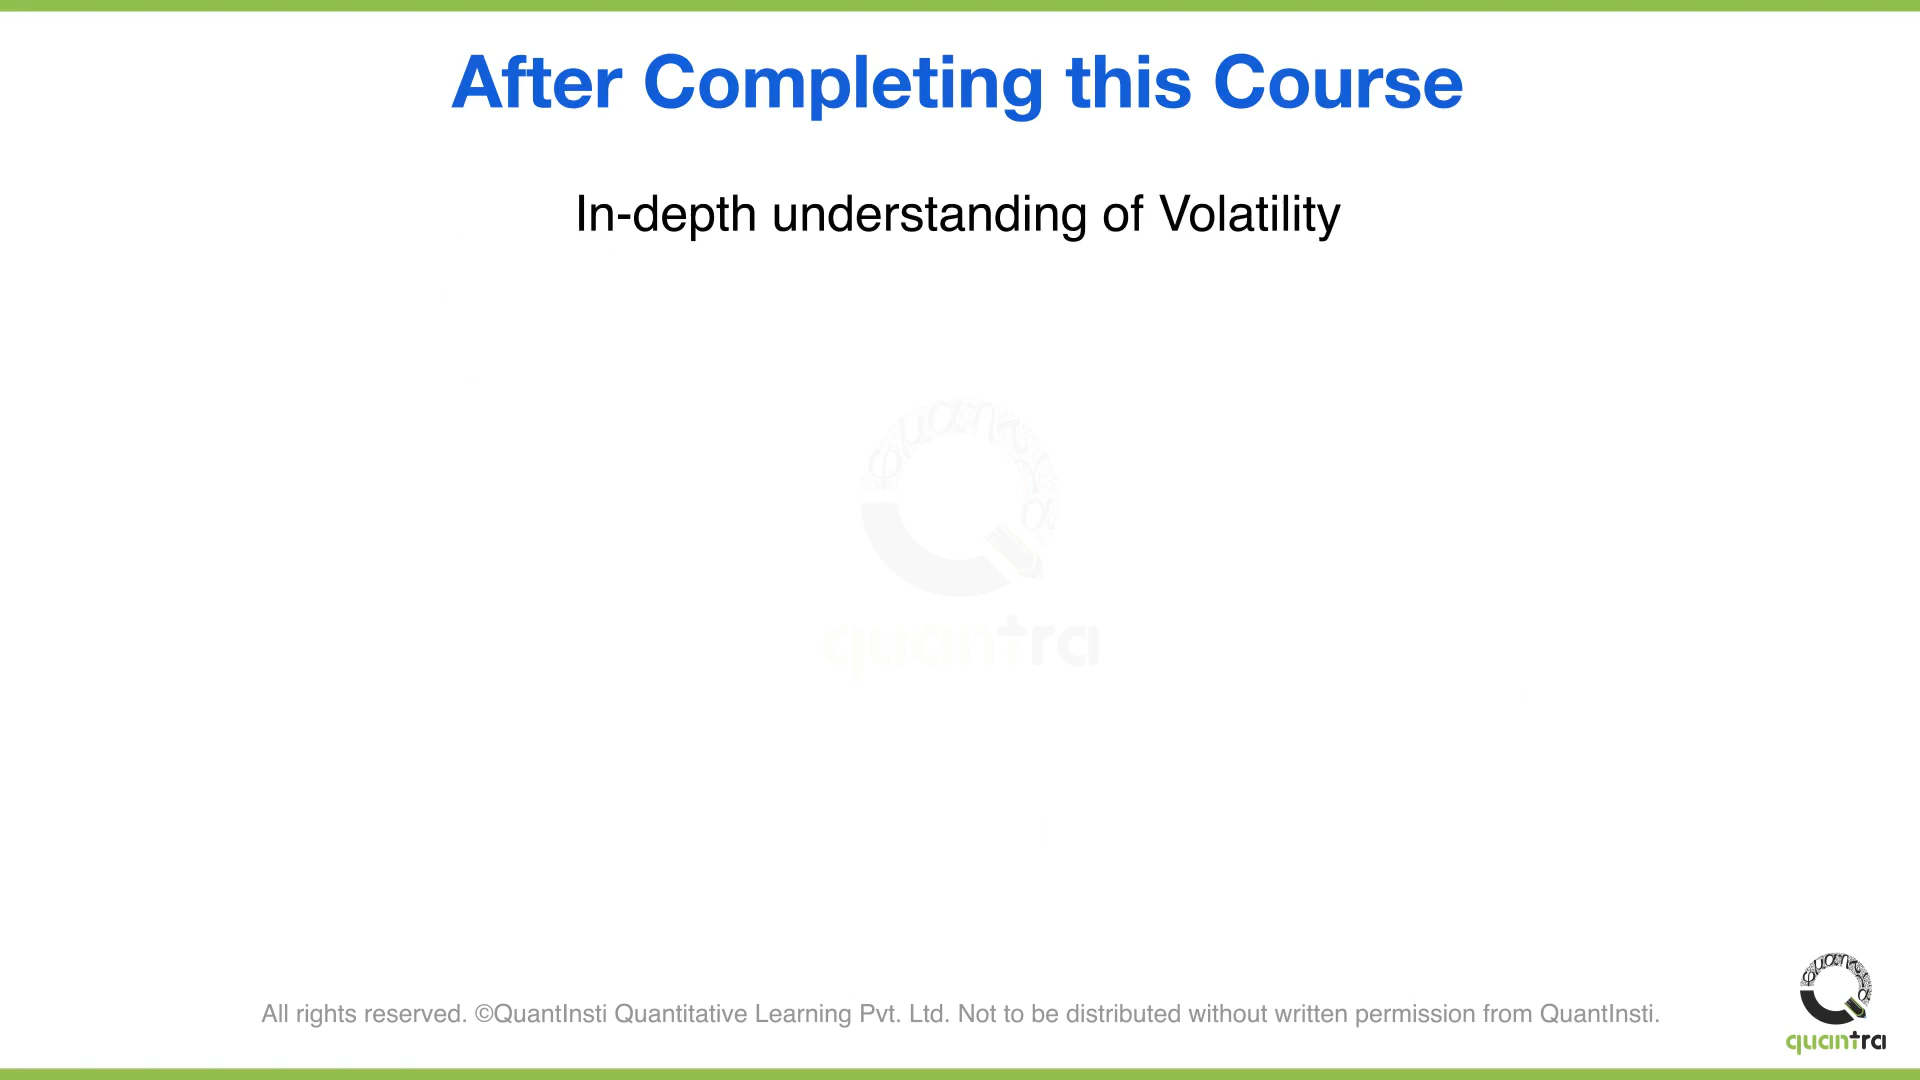 After Completing this Course
In-depth understanding of Volatility
quantra
All rights reserved. ©QuantInsti Quantitative Learning Pvt. Ltd. Not to be distributed without written permission from QuantInsti.
quantra